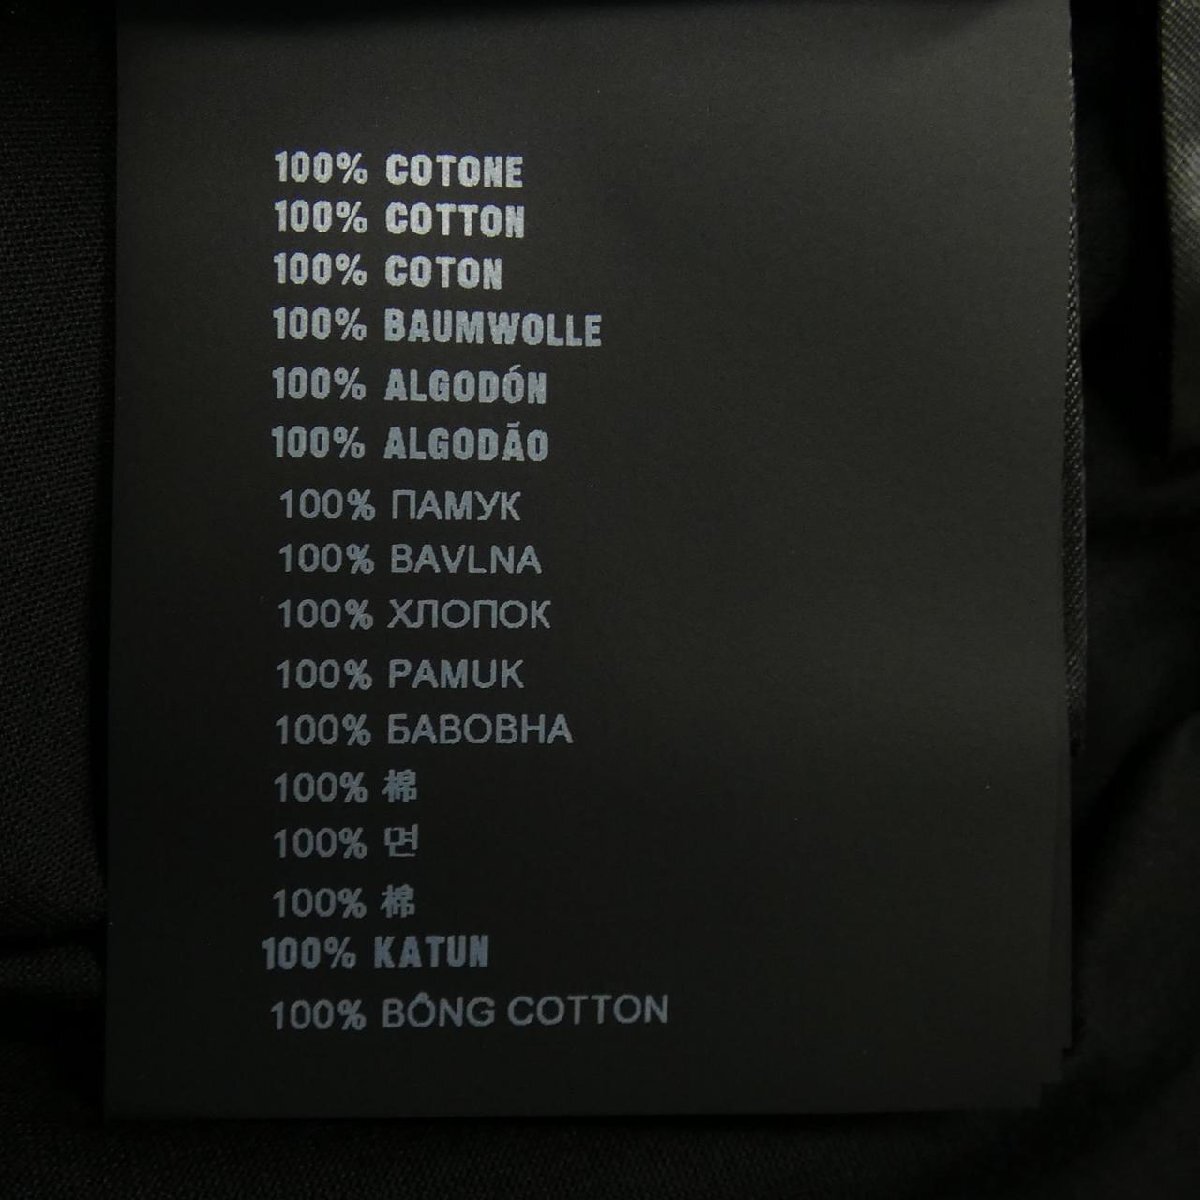 100% COTONE
100% COTTON
100% COTON
100% BAUMWOLLE
100% ALGODÓN
100% ALGODÃO
100% ПАМУК
100% BAVLNA
100% ХЛОПОК
100% PAMUK
100% БАВОВНА
100% 棉
100% 면
100% 棉
100% KATUN
100% BÔNG COTTON